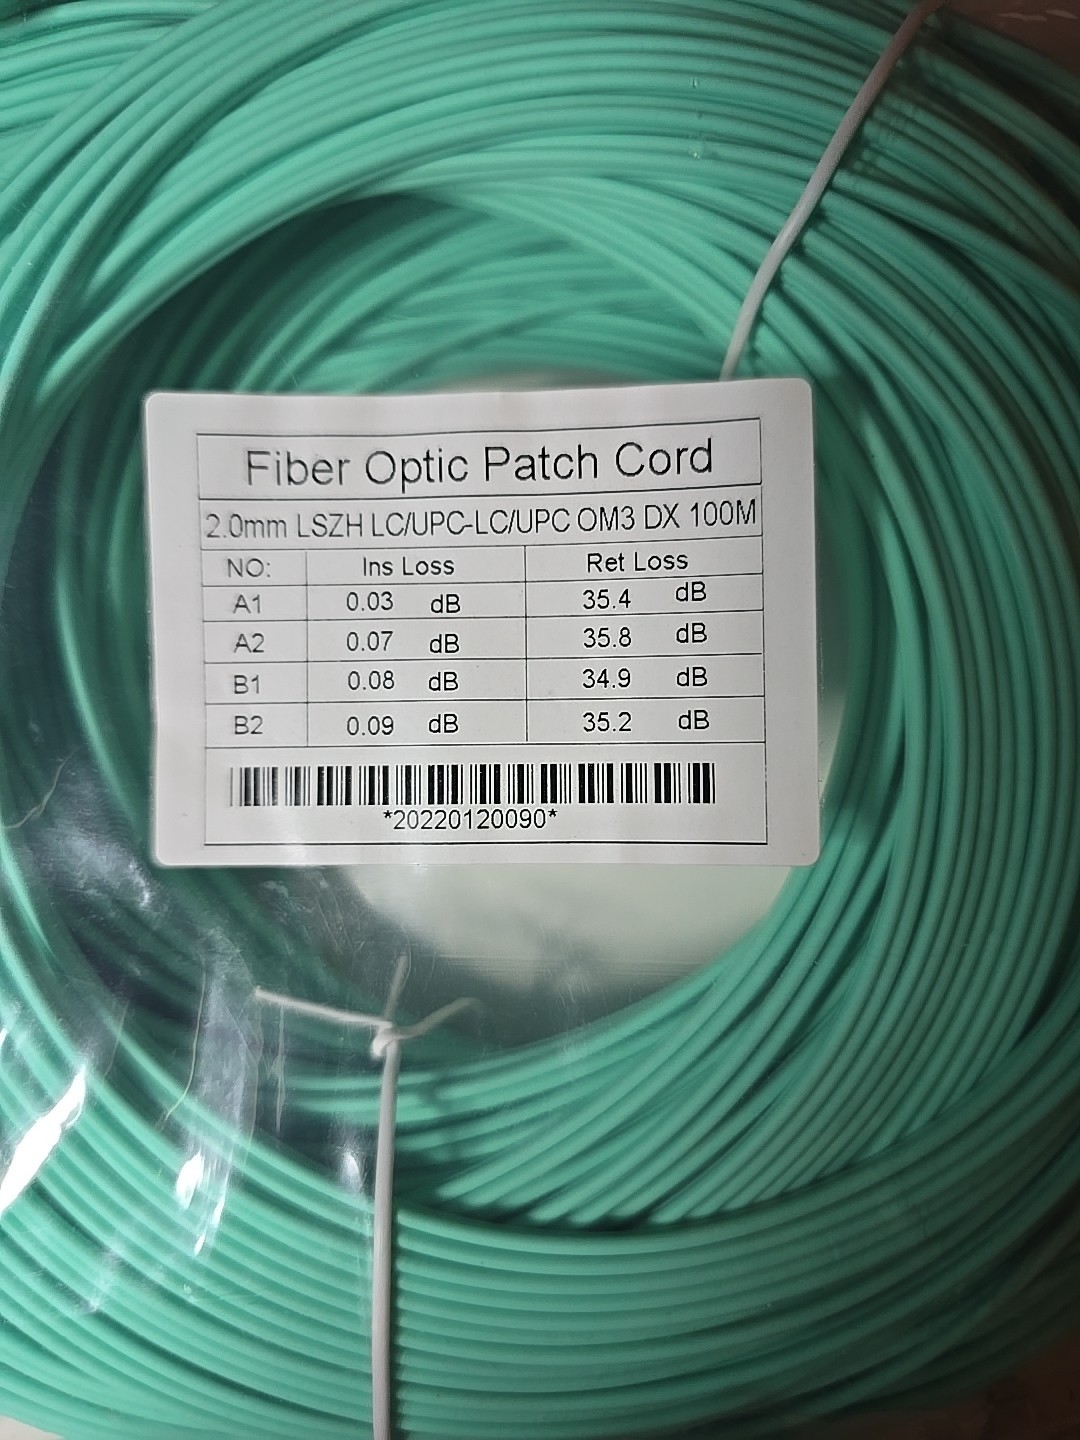 Fiber Optic Patch Cord
2.0mm LSZH LC/UPC-LC/UPC OM3 DX 100M
NO: Ins Loss Ret Loss
A1 0.03 dB 35.4 dB
A2 0.07 dB 35.8 dB
B1 0.08 dB 34.9 dB
B2 0.09 dB 35.2 dB
*20220120090*